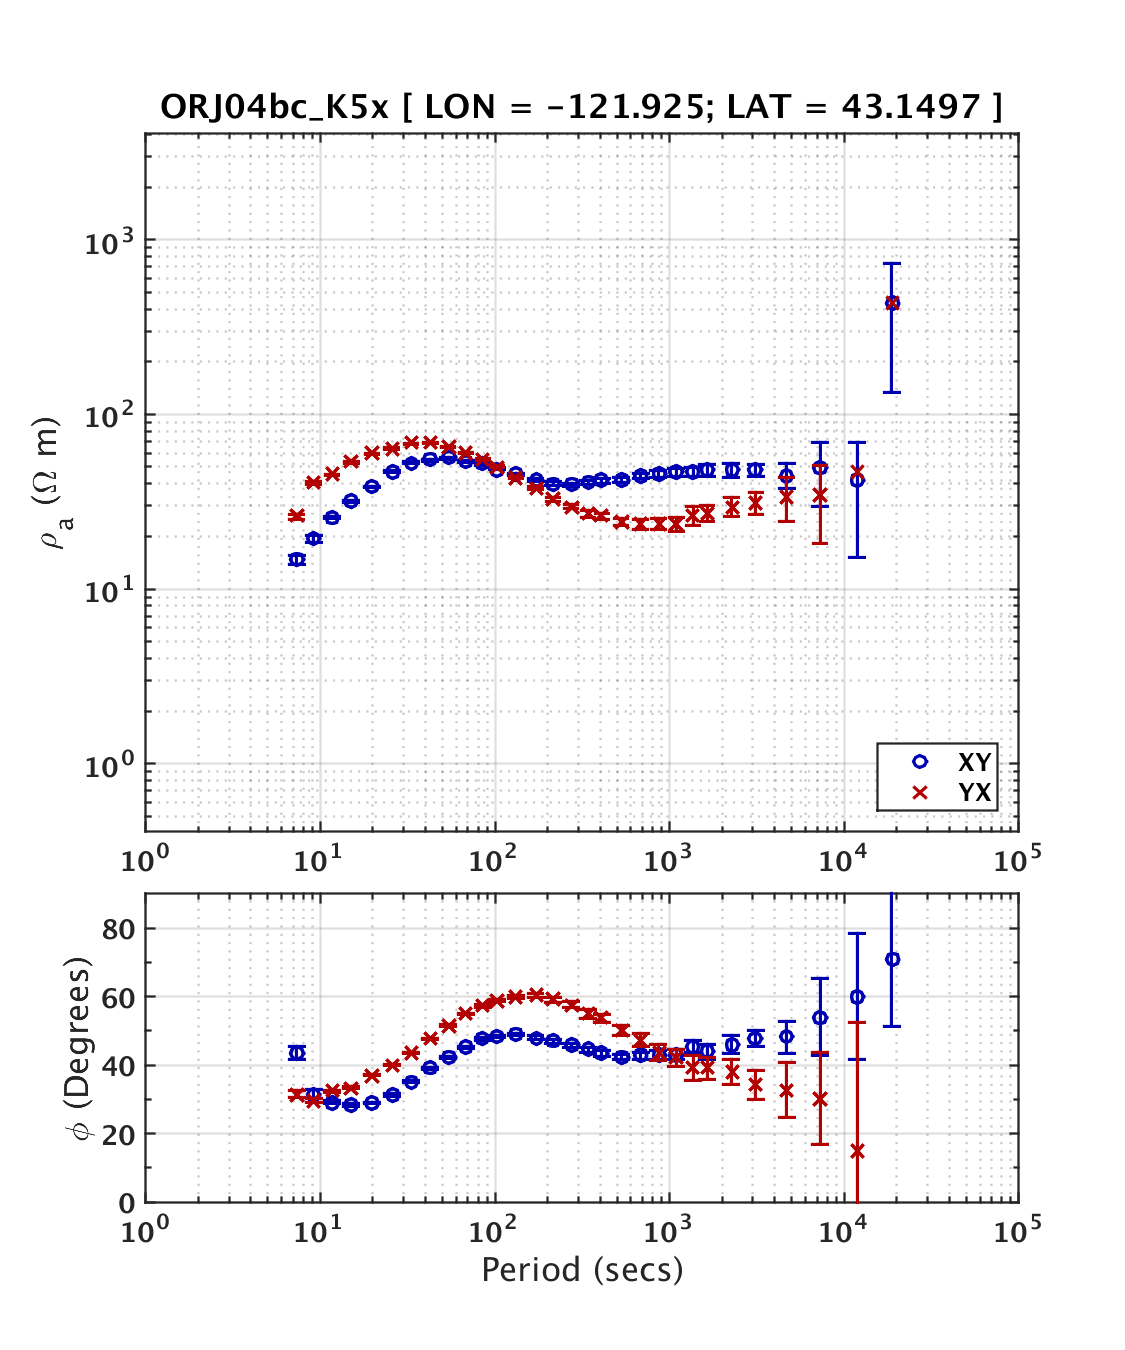 ORJ04bc_K5x [ LON = -121.925; LAT = 43.1497 ]
10³
10²
10¹
10⁰
ρₐ (Ω m)
XY
YX
10⁰ 10¹ 10² 10³ 10⁴ 10⁵
80
60
40
20
0
ϕ (Degrees)
10⁰ 10¹ 10² 10³ 10⁴ 10⁵
Period (secs)